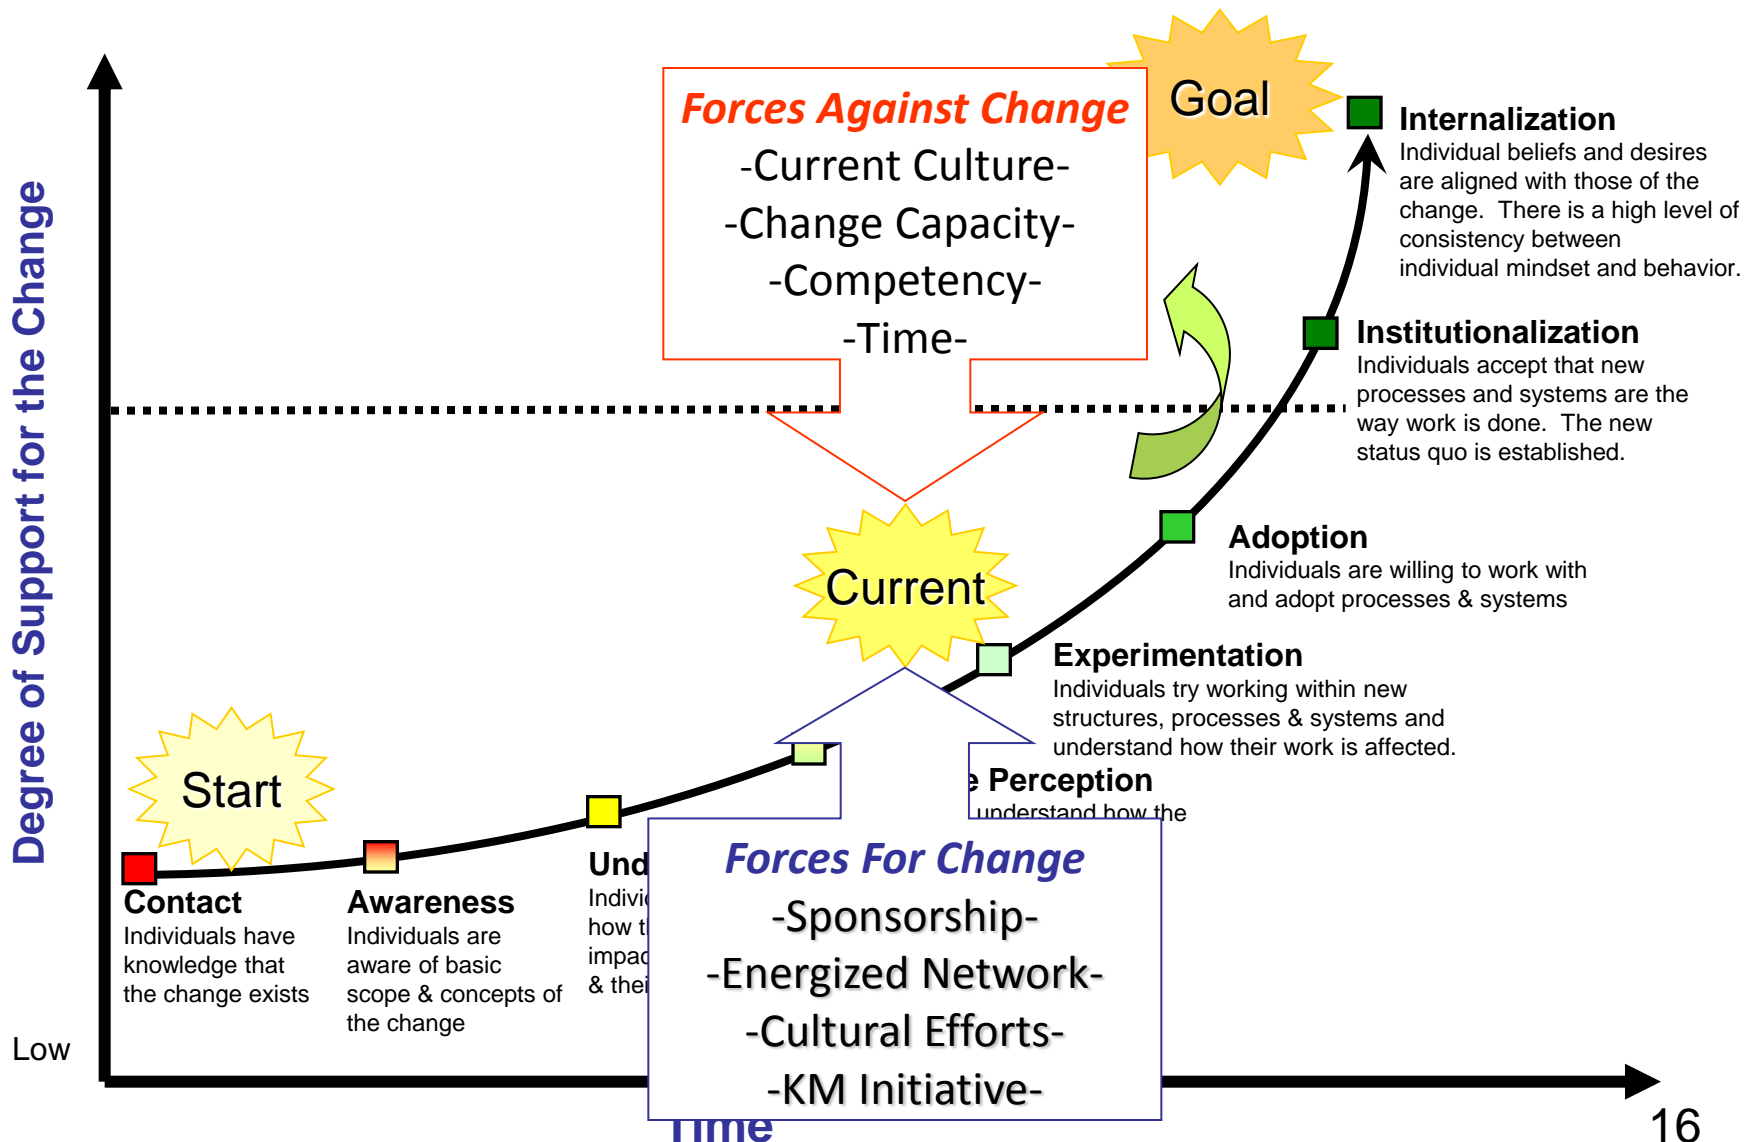 Degree of Support for the Change
Forces Against Change
-Current Culture-
-Change Capacity-
-Competency-
-Time-
Goal
Internalization
Individual beliefs and desires
are aligned with those of the
change.  There is a high level of
consistency between
individual mindset and behavior.
Institutionalization
Individuals accept that new
processes and systems are the
way work is done.  The new
status quo is established.
Adoption
Individuals are willing to work with
and adopt processes & systems
Current
Experimentation
Individuals try working within new
structures, processes & systems and
understand how their work is affected.
Perception
understand how the
Start
Contact
Individuals have
knowledge that
the change exists
Awareness
Individuals are
aware of basic
scope & concepts of
the change
how
&
Forces For Change
-Sponsorship-
-Energized Network-
-Cultural Efforts-
-KM Initiative-
Low
Time
16